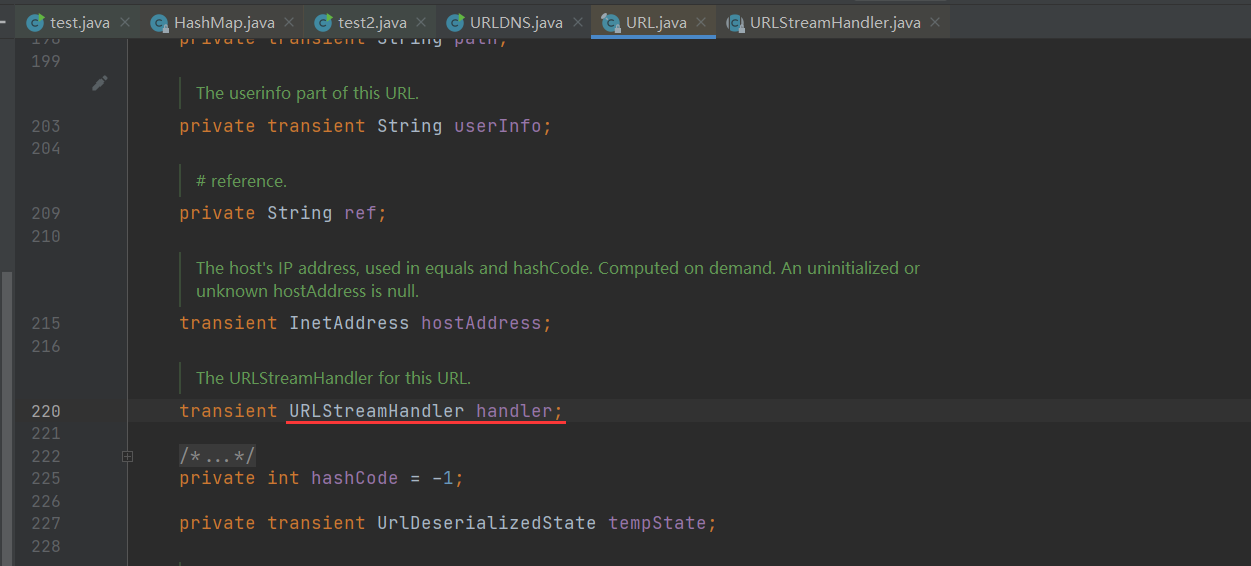 test.java
HashMap.java
test2.java
URLDNS.java
URL.java
URLStreamHandler.java
198 private transient String path;
199
The userinfo part of this URL.
203 private transient String userInfo;
204
# reference.
209 private String ref;
210
The host's IP address, used in equals and hashCode. Computed on demand. An uninitialized or
unknown hostAddress is null.
215 transient InetAddress hostAddress;
216
The URLStreamHandler for this URL.
220 transient URLStreamHandler handler;
221
222 /*...*/
225 private int hashCode = -1;
226
227 private transient UrlDeserializedState tempState;
228